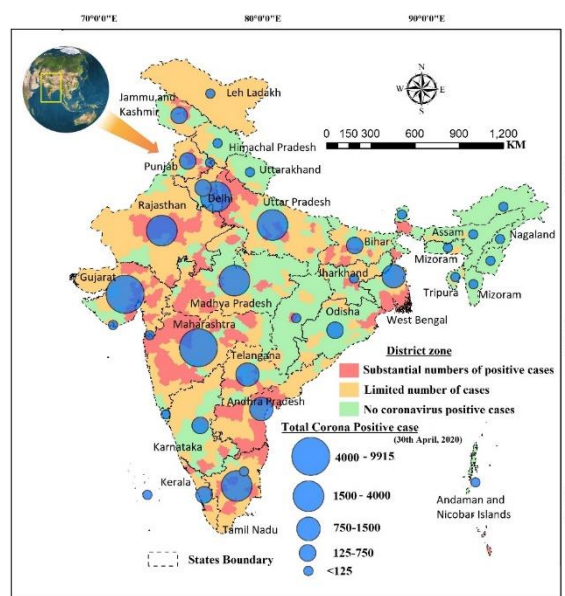 70°0'0"E 80°0'0"E 90°0'0"E
N
W E
S
Leh Ladakh
Jammu and
Kashmir
Himachal Pradesh
0 150 300 600 900 1,200
KM
Punjab
Uttarakhand
Delhi
Rajasthan
Uttar Pradesh
Assam
Nagaland
Bihar
Mizoram
Jharkhand
Gujarat
Madhya Pradesh
Tripura
Mizoram
Odisha
West Bengal
Maharashtra
Telangana
District zone
Substantial numbers of positive cases
Limited number of cases
No coronavirus positive cases
Andhra Pradesh
Total Corona Positive case
(30th April, 2020)
Karnataka
4000 - 9915
1500 - 4000
Kerala
Andaman and
Nicobar Islands
750-1500
Tamil Nadu
125-750
States Boundary
<125